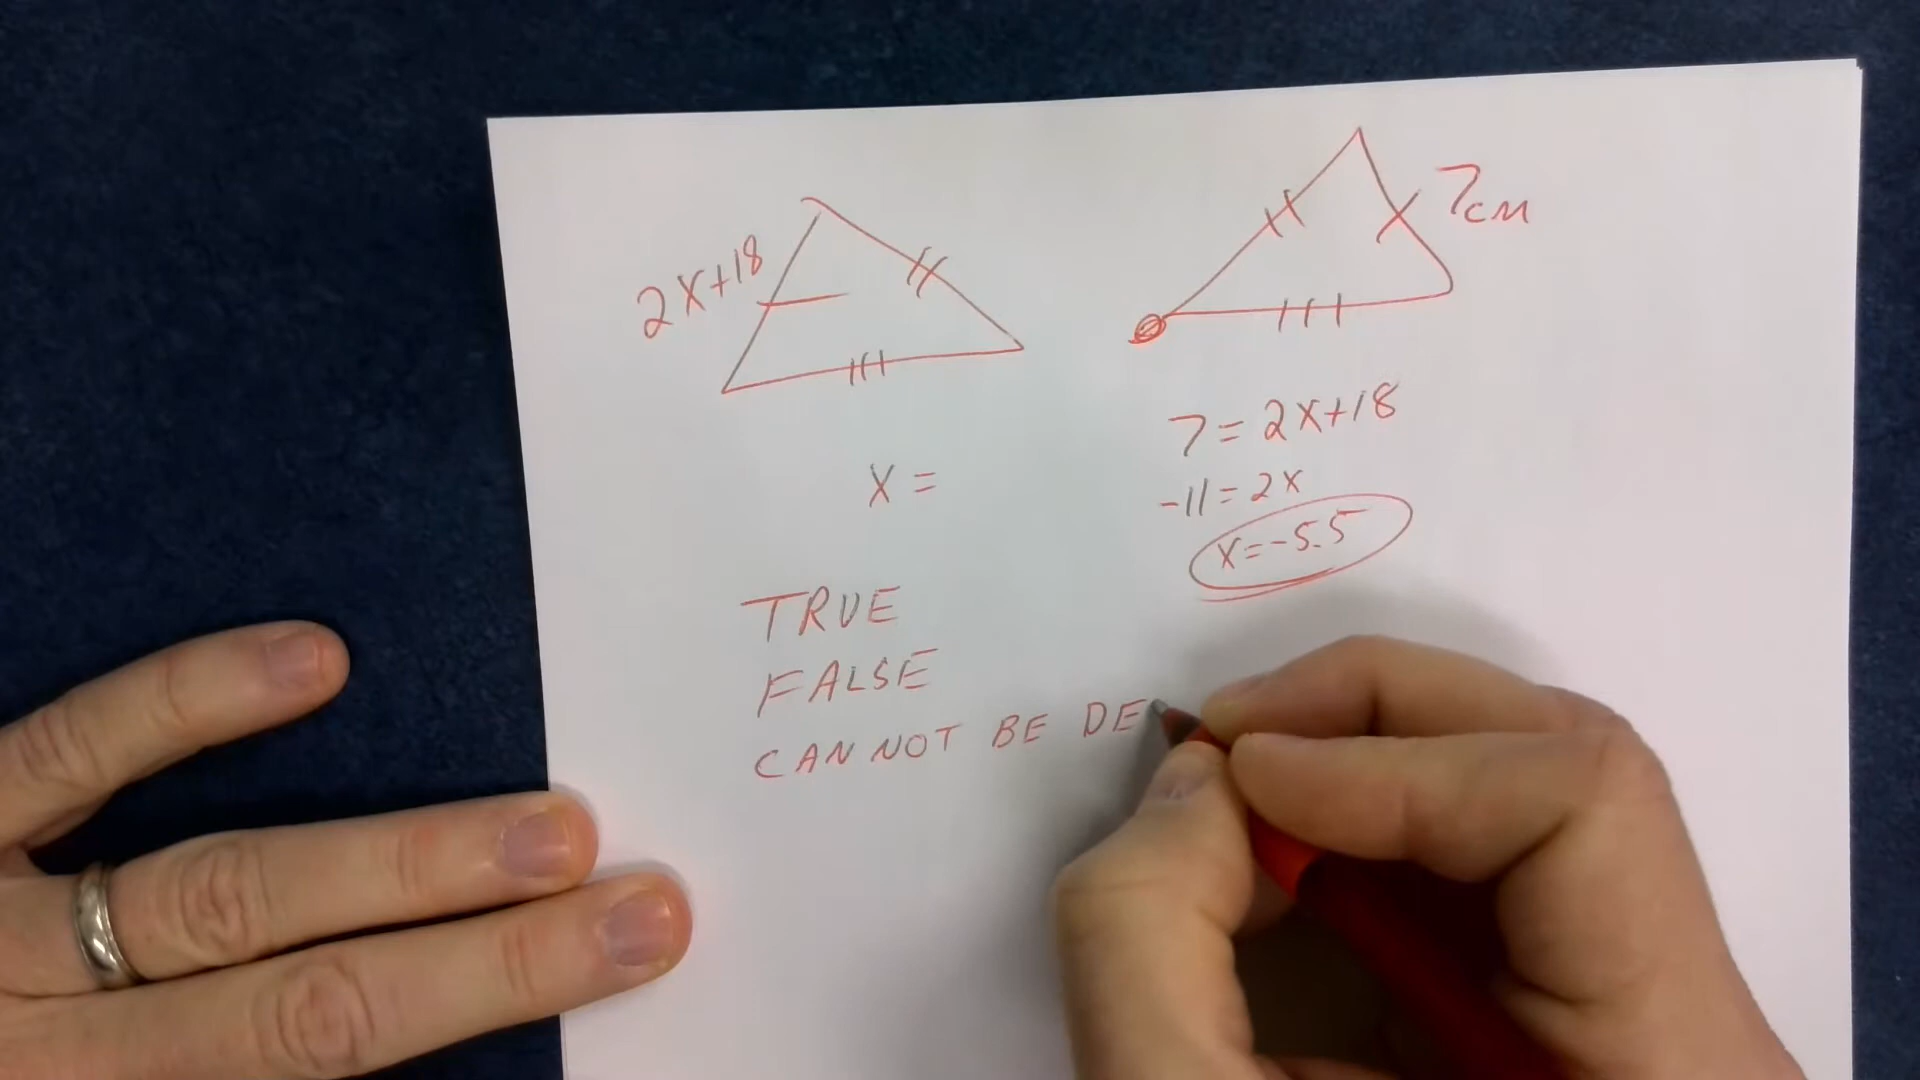 2x+18
7cm
7=2x+18
-11=2x
x=
x=-5.5
TRUE
FALSE
CAN NOT BE DE